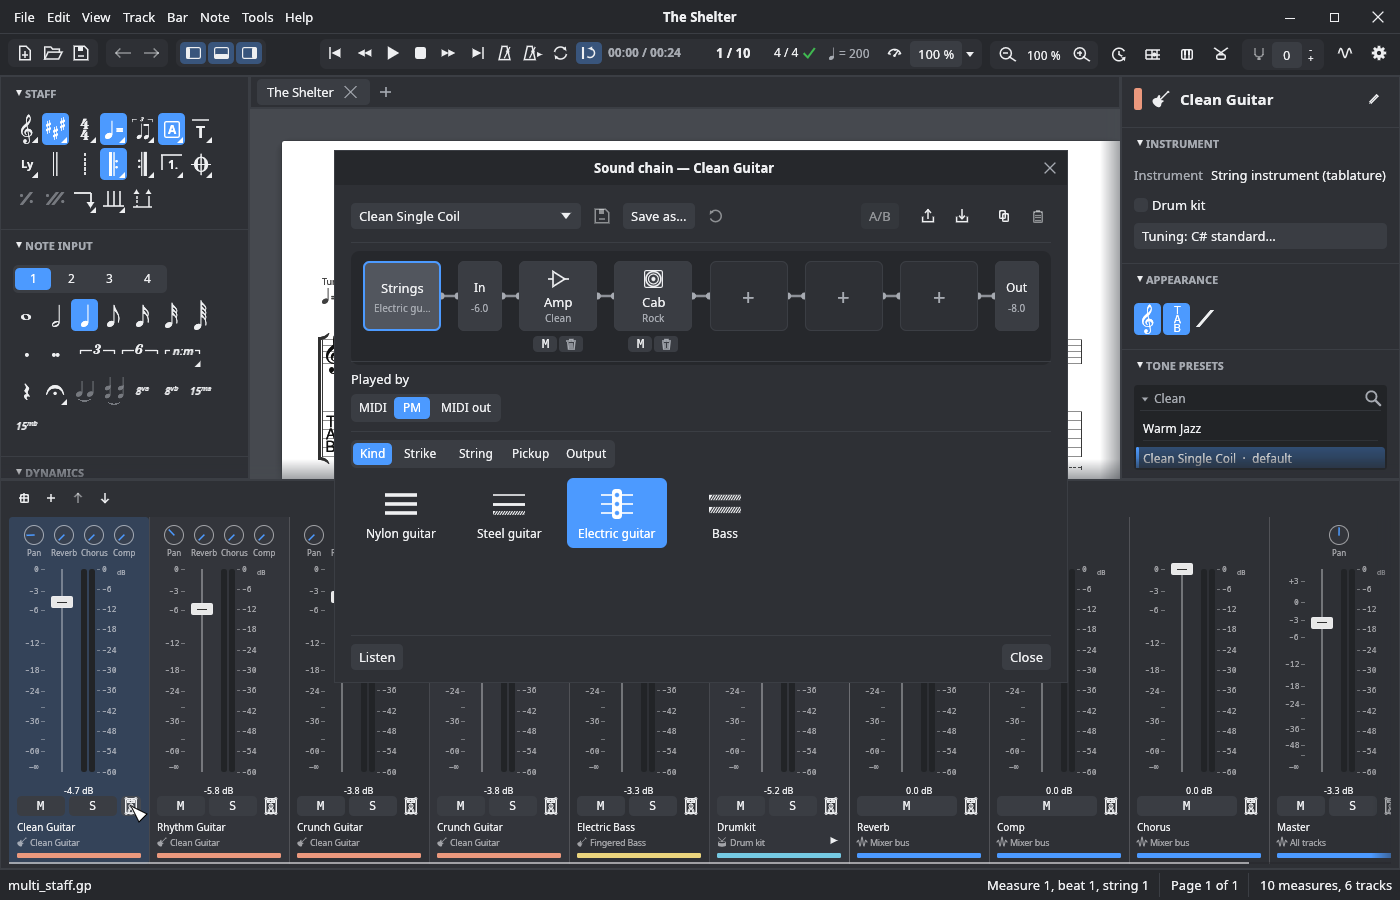 File Edit View Track Bar Note Tools Help
The Shelter
00:00 / 00:24
1 / 10
4 / 4
= 200
100 %
100 %
0
STAFF
The Shelter
Clean Guitar
INSTRUMENT
Instrument String instrument (tablature)
Drum kit
Tuning: C# standard...
NOTE INPUT
1 2 3 4
APPEARANCE
TONE PRESETS
Clean
Warm Jazz
Clean Single Coil · default
DYNAMICS
Sound chain — Clean Guitar
Clean Single Coil
Save as...
A/B
Strings
Electric gu...
In
-6.0
Amp
Clean
Cab
Rock
+
+
+
Out
-8.0
M
M
Played by
MIDI PM MIDI out
Kind Strike String Pickup Output
Nylon guitar
Steel guitar
Electric guitar
Bass
Listen
Close
Pan Reverb Chorus Comp
Pan Reverb Chorus Comp
Pan
-4.7 dB
-5.8 dB
-3.8 dB
-3.8 dB
-3.3 dB
-5.2 dB
0.0 dB
0.0 dB
0.0 dB
-3.3 dB
M S
M S
M S
M S
M S
M S
M
M
M
M S
Clean Guitar
Clean Guitar
Rhythm Guitar
Clean Guitar
Crunch Guitar
Clean Guitar
Crunch Guitar
Clean Guitar
Electric Bass
Fingered Bass
Drumkit
Drum kit
Reverb
Mixer bus
Comp
Mixer bus
Chorus
Mixer bus
Master
All tracks
multi_staff.gp
Measure 1, beat 1, string 1
Page 1 of 1
10 measures, 6 tracks